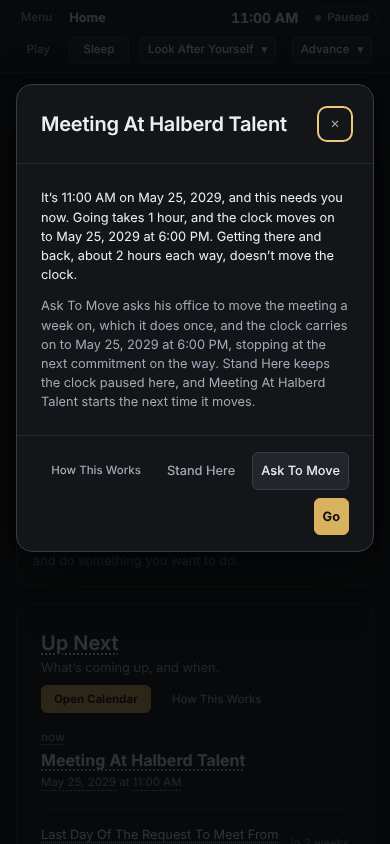 Menu Home 11:00 AM Paused
Play Sleep Look After Yourself ▾ Advance ▾
Meeting At Halberd Talent ×
It's 11:00 AM on May 25, 2029, and this needs you
now. Going takes 1 hour, and the clock moves on
to May 25, 2029 at 6:00 PM. Getting there and
back, about 2 hours each way, doesn't move the
clock.
Ask To Move asks his office to move the meeting a
week on, which it does once, and the clock carries
on to May 25, 2029 at 6:00 PM, stopping at the
next commitment on the way. Stand Here keeps
the clock paused here, and Meeting At Halberd
Talent starts the next time it moves.
How This Works Stand Here Ask To Move
Go
and do something you want to do.
Up Next
What's coming up, and when.
Open Calendar How This Works
now
Meeting At Halberd Talent
May 25, 2029 at 11:00 AM
Last Day Of The Request To Meet From